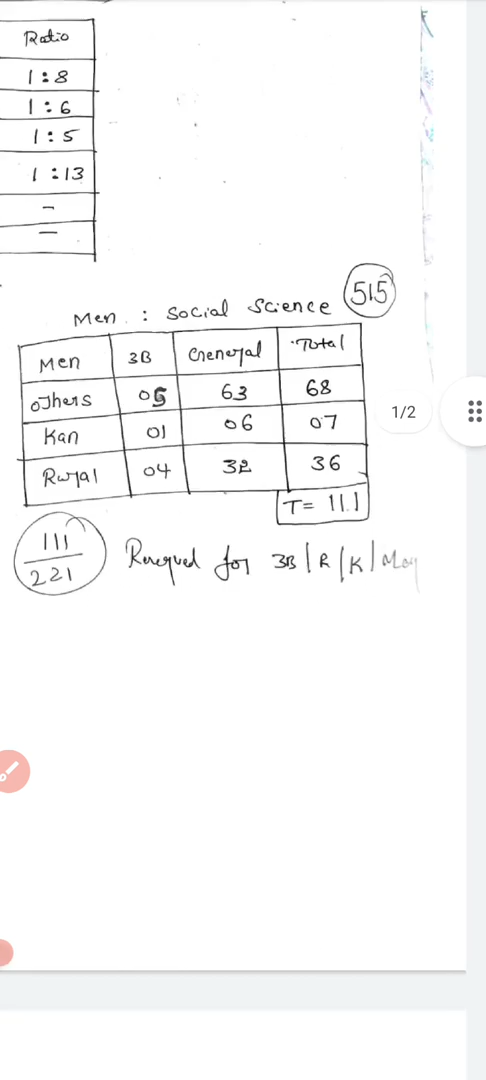 Ratio
1 : 8
1 : 6
1 : 5
1 : 13
-
-
Men : Social Science 515
Men 3B General Total
others 05 63 68
Kan 01 06 07
1/2
Rural 04 32 36
T = 111
111
221
for 3B/R/K/